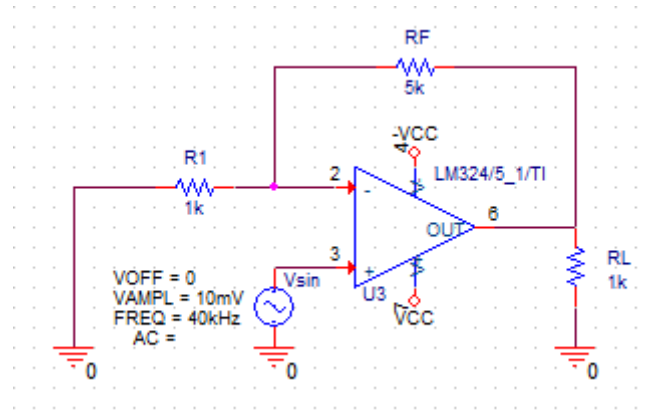 RF
5k
-VCC
4
LM324/5_1/TI
R1
1k
2
-
OUT
6
3
+
U3
7
VCC
Vsin
VOFF = 0
VAMPL = 10mV
FREQ = 40kHz
AC =
RL
1k
0
0
0